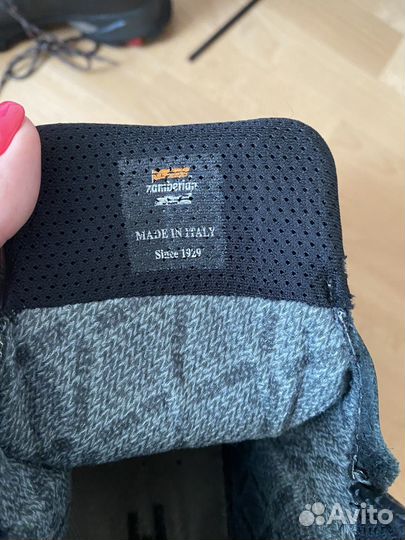 zamberlan
MADE IN ITALY
Since 1929
Avito